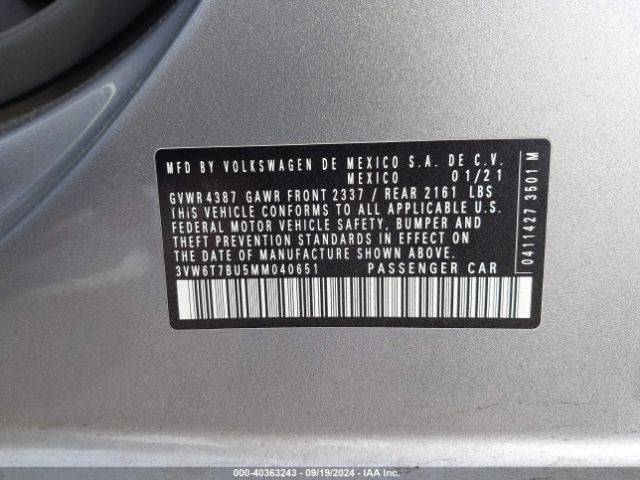 MFD BY VOLKSWAGEN DE MEXICO S.A. DE C.V.
MEXICO 01/21
GVWR 4387 GAWR FRONT 2337 / REAR 2161 LBS
THIS VEHICLE CONFORMS TO ALL APPLICABLE U.S.
FEDERAL MOTOR VEHICLE SAFETY, BUMPER AND
THEFT PREVENTION STANDARDS IN EFFECT ON THE
DATE OF MANUFACTURE SHOWN ABOVE.
3VW6T7BU5MM040651 PASSENGER CAR
0411427 3501 M
000-40363243 - 09/19/2024 - IAA Inc.